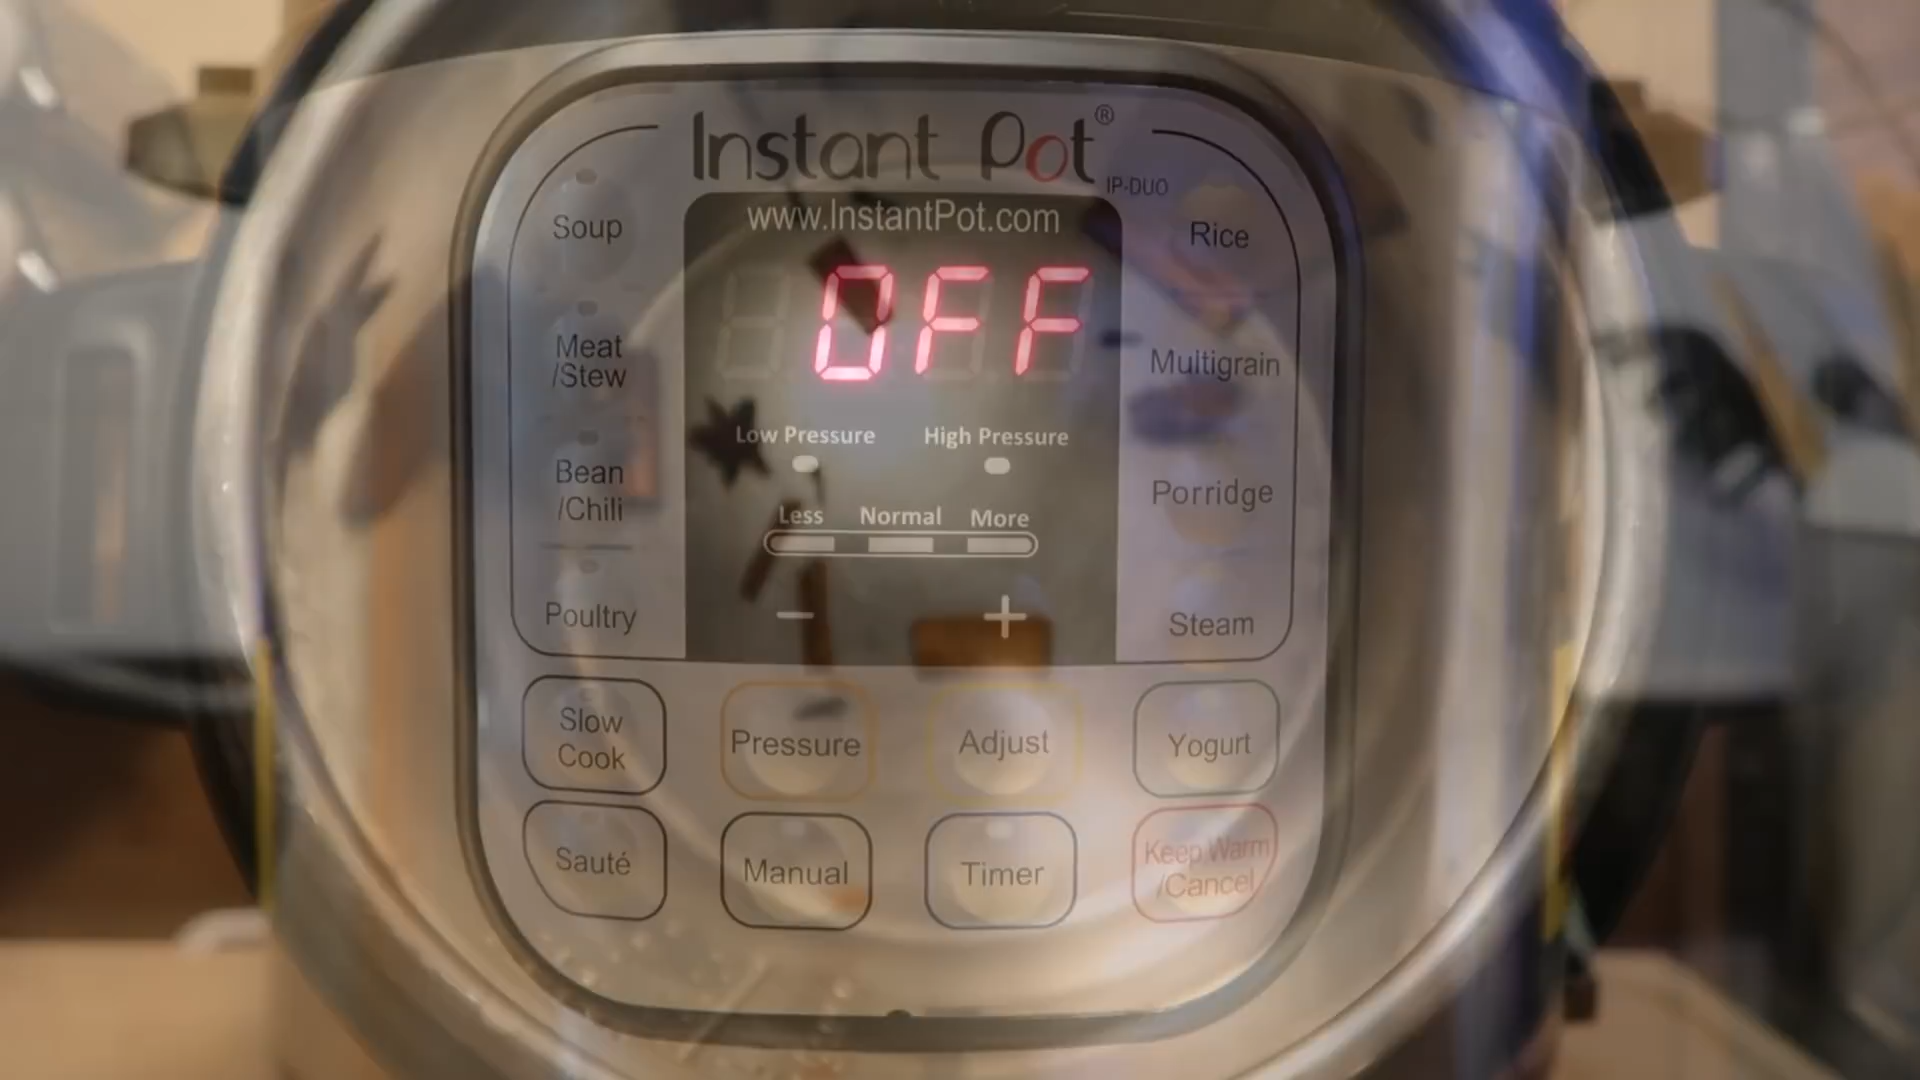 Instant Pot®
IP-DUO
www.InstantPot.com
OFF
Soup
Rice
Meat
/Stew
Multigrain
Low Pressure
High Pressure
Bean
/Chili
Porridge
Less
Normal
More
Poultry
−
+
Steam
Slow
Cook
Pressure
Adjust
Yogurt
Sauté
Manual
Timer
Keep Warm
/Cancel